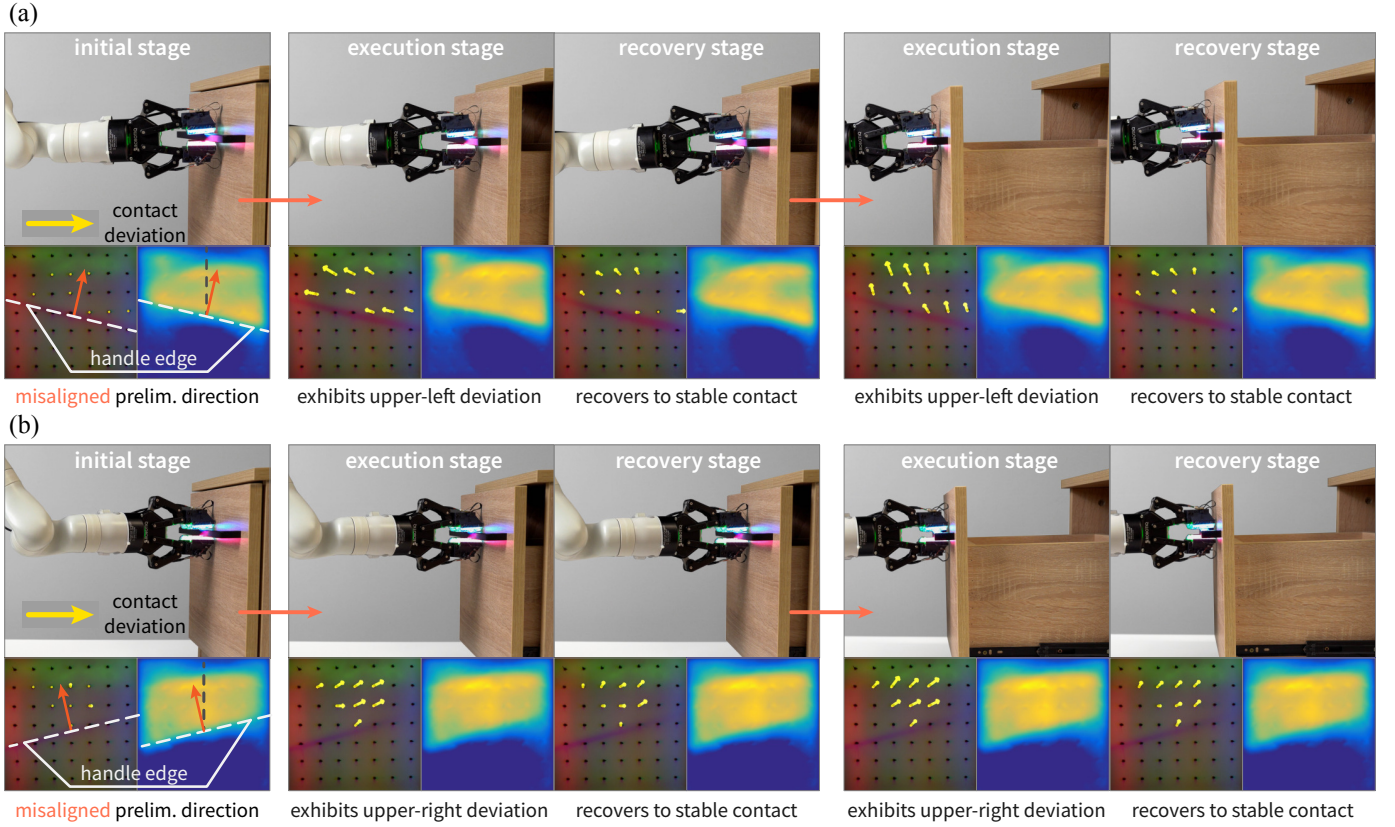 (a)
initial stage
execution stage
recovery stage
execution stage
recovery stage
contact
deviation
handle edge
misaligned prelim. direction
exhibits upper-left deviation
recovers to stable contact
exhibits upper-left deviation
recovers to stable contact
(b)
initial stage
execution stage
recovery stage
execution stage
recovery stage
contact
deviation
handle edge
misaligned prelim. direction
exhibits upper-right deviation
recovers to stable contact
exhibits upper-right deviation
recovers to stable contact